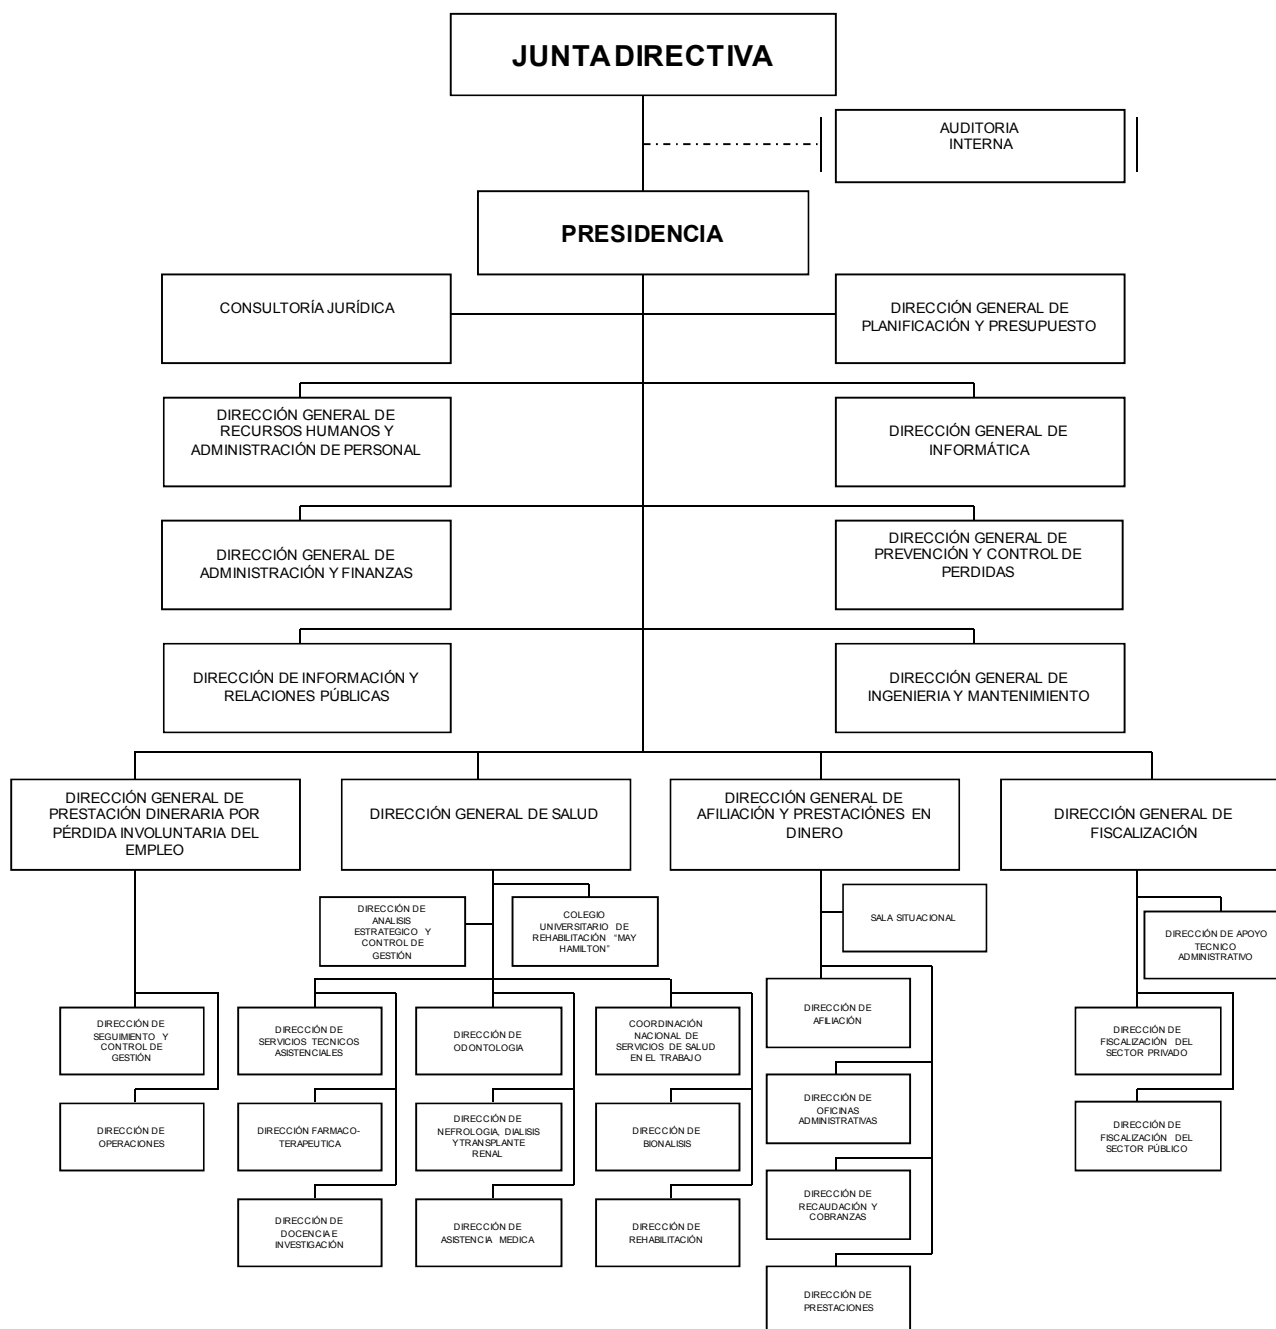 JUNTA DIRECTIVA
AUDITORIA
INTERNA
PRESIDENCIA
CONSULTORÍA JURÍDICA
DIRECCIÓN GENERAL DE
PLANIFICACIÓN Y PRESUPUESTO
DIRECCIÓN GENERAL DE
RECURSOS HUMANOS Y
ADMINISTRACIÓN DE PERSONAL
DIRECCIÓN GENERAL DE
INFORMÁTICA
DIRECCIÓN GENERAL DE
ADMINISTRACIÓN Y FINANZAS
DIRECCIÓN GENERAL DE
PREVENCIÓN Y CONTROL DE
PERDIDAS
DIRECCIÓN DE INFORMACIÓN Y
RELACIONES PÚBLICAS
DIRECCIÓN GENERAL DE
INGENIERIA Y MANTENIMIENTO
DIRECCIÓN GENERAL DE
PRESTACIÓN DINERARIA POR
PÉRDIDA INVOLUNTARIA DEL
EMPLEO
DIRECCIÓN GENERAL DE SALUD
DIRECCIÓN GENERAL DE
AFILIACIÓN Y PRESTACIÓNES EN
DINERO
DIRECCIÓN GENERAL DE
FISCALIZACIÓN
DIRECCIÓN DE
ANALISIS
ESTRATEGICO Y
CONTROL DE
GESTIÓN
COLEGIO
UNIVERSITARIO DE
REHABILITACIÓN "MAY
HAMILTON"
SALA SITUACIONAL
DIRECCIÓN DE APOYO
TECNICO
ADMINISTRATIVO
DIRECCIÓN DE
SEGUIMIENTO Y
CONTROL DE
GESTIÓN
DIRECCIÓN DE
SERVICIOS TECNICOS
ASISTENCIALES
DIRECCIÓN DE
ODONTOLOGIA
COORDINACIÓN
NACIONAL DE
SERVICIOS DE SALUD
EN EL TRABAJO
DIRECCIÓN DE
AFILIACIÓN
DIRECCIÓN DE
FISCALIZACIÓN DEL
SECTOR PRIVADO
DIRECCIÓN DE
OPERACIONES
DIRECCIÓN FARMACO-
TERAPEUTICA
DIRECCIÓN DE
NEFROLOGIA, DIALISIS
Y TRANSPLANTE
RENAL
DIRECCIÓN DE
BIONALISIS
DIRECCIÓN DE
OFICINAS
ADMINISTRATIVAS
DIRECCIÓN DE
FISCALIZACIÓN DEL
SECTOR PÚBLICO
DIRECCIÓN DE
DOCENCIA E
INVESTIGACIÓN
DIRECCIÓN DE
ASISTENCIA MEDICA
DIRECCIÓN DE
REHABILITACIÓN
DIRECCIÓN DE
RECAUDACIÓN Y
COBRANZAS
DIRECCIÓN DE
PRESTACIONES